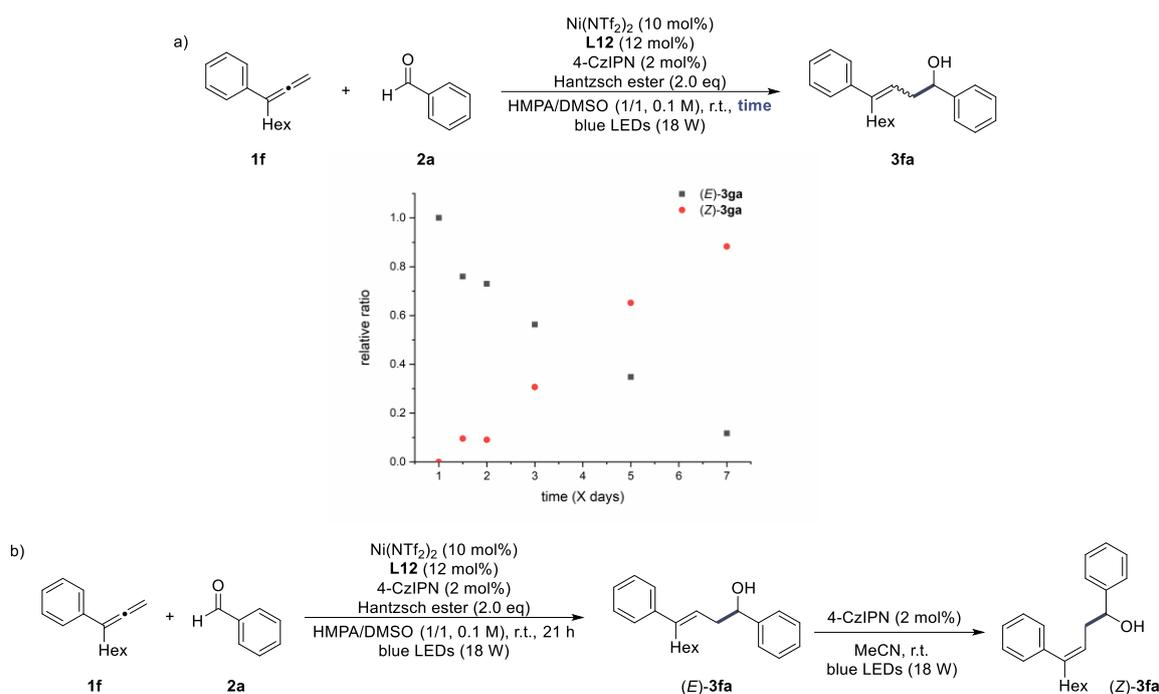 a)
Ni(NTf2)2 (10 mol%)
L12 (12 mol%)
4-CzIPN (2 mol%)
Hantzsch ester (2.0 eq)
HMPA/DMSO (1/1, 0.1 M), r.t., time
blue LEDs (18 W)
Hex
+
O
H
OH
Hex
1f
2a
3fa
(E)-3ga
(Z)-3ga
relative ratio
1.0
0.8
0.6
0.4
0.2
0.0
1 2 3 4 5 6 7
time (X days)
b)
Ni(NTf2)2 (10 mol%)
L12 (12 mol%)
4-CzIPN (2 mol%)
Hantzsch ester (2.0 eq)
HMPA/DMSO (1/1, 0.1 M), r.t., 21 h
blue LEDs (18 W)
Hex
+
O
H
OH
Hex
4-CzIPN (2 mol%)
MeCN, r.t.
blue LEDs (18 W)
OH
Hex
1f
2a
(E)-3fa
(Z)-3fa